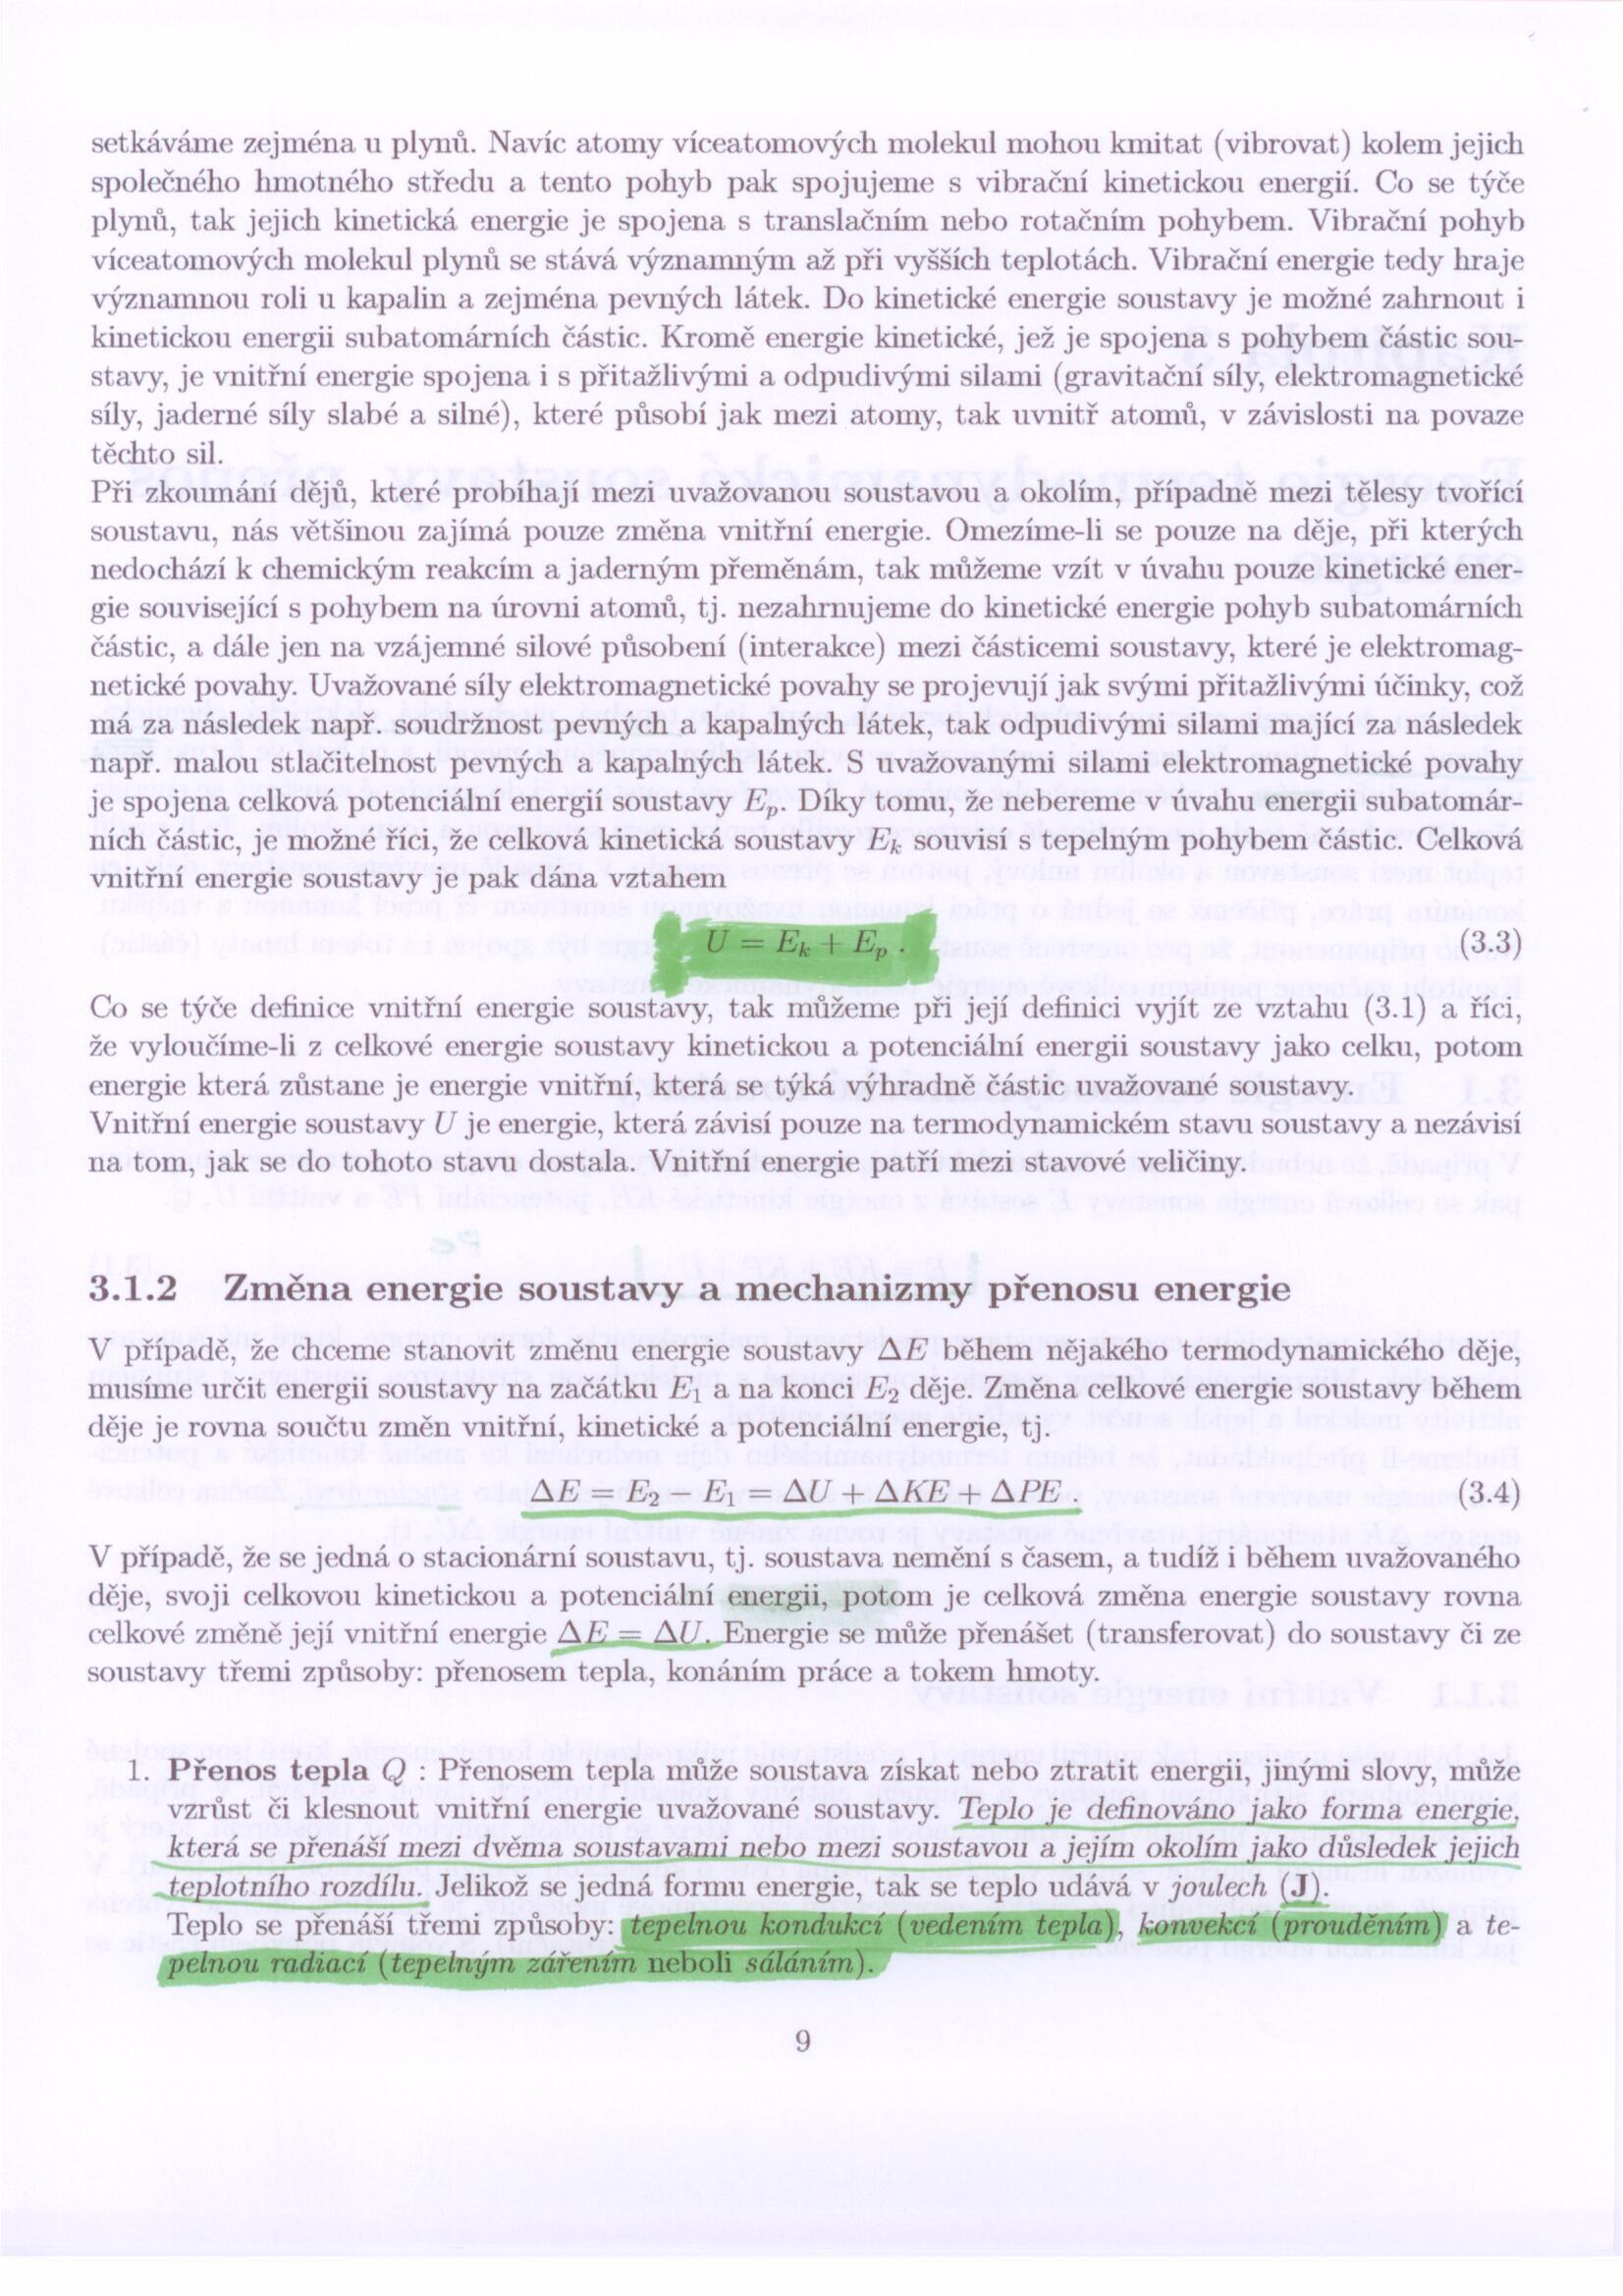 setkáváme zejména u plynů. Navíc atomy víceatomových molekul mohou kmitat (vibrovat) kolem jejich
společného hmotného středu a tento pohyb pak spojujeme s vibrační kinetickou energií. Co se týče
plynů, tak jejich kinetická energie je spojena s translačním nebo rotačním pohybem. Vibrační pohyb
víceatomových molekul plynů se stává významným až při vyšších teplotách. Vibrační energie tedy hraje
významnou roli u kapalin a zejména pevných látek. Do kinetické energie soustavy je možné zahrnout i
kinetickou energii subatomárních částic. Kromě energie kinetické, jež je spojena s pohybem částic sou-
stavy, je vnitřní energie spojena i s přitažlivými a odpudivými silami (gravitační síly, elektromagnetické
síly, jaderné síly slabé a silné), které působí jak mezi atomy, tak uvnitř atomů, v závislosti na povaze
těchto sil.
Při zkoumání dějů, které probíhají mezi uvažovanou soustavou a okolím, případně mezi tělesy tvořící
soustavu, nás většinou zajímá pouze změna vnitřní energie. Omezíme-li se pouze na děje, při kterých
nedochází k chemickým reakcím a jaderným přeměnám, tak můžeme vzít v úvahu pouze kinetické ener-
gie související s pohybem na úrovni atomů, tj. nezahrnujeme do kinetické energie pohyb subatomárních
částic, a dále jen na vzájemné silové působení (interakce) mezi částicemi soustavy, které je elektromag-
netické povahy. Uvažované síly elektromagnetické povahy se projevují jak svými přitažlivými účinky, což
má za následek např. soudržnost pevných a kapalných látek, tak odpudivými silami mající za následek
např. malou stlačitelnost pevných a kapalných látek. S uvažovanými silami elektromagnetické povahy
je spojena celková potenciální energií soustavy Eₚ. Díky tomu, že nebereme v úvahu energii subatomár-
ních částic, je možné říci, že celková kinetická soustavy Eₖ souvisí s tepelným pohybem částic. Celková
vnitřní energie soustavy je pak dána vztahem
U = Eₖ + Eₚ . (3.3)
Co se týče definice vnitřní energie soustavy, tak můžeme při její definici vyjít ze vztahu (3.1) a říci,
že vyloučíme-li z celkové energie soustavy kinetickou a potenciální energii soustavy jako celku, potom
energie která zůstane je energie vnitřní, která se týká výhradně částic uvažované soustavy.
Vnitřní energie soustavy U je energie, která závisí pouze na termodynamickém stavu soustavy a nezávisí
na tom, jak se do tohoto stavu dostala. Vnitřní energie patří mezi stavové veličiny.
3.1.2 Změna energie soustavy a mechanizmy přenosu energie
V případě, že chceme stanovit změnu energie soustavy ΔE během nějakého termodynamického děje,
musíme určit energii soustavy na začátku E₁ a na konci E₂ děje. Změna celkové energie soustavy během
děje je rovna součtu změn vnitřní, kinetické a potenciální energie, tj.
ΔE = E₂ − E₁ = ΔU + ΔKE + ΔPE . (3.4)
V případě, že se jedná o stacionární soustavu, tj. soustava nemění s časem, a tudíž i během uvažovaného
děje, svoji celkovou kinetickou a potenciální energii, potom je celková změna energie soustavy rovna
celkové změně její vnitřní energie ΔE = ΔU. Energie se může přenášet (transferovat) do soustavy či ze
soustavy třemi způsoby: přenosem tepla, konáním práce a tokem hmoty.
1. Přenos tepla Q : Přenosem tepla může soustava získat nebo ztratit energii, jinými slovy, může
vzrůst či klesnout vnitřní energie uvažované soustavy. Teplo je definováno jako forma energie,
která se přenáší mezi dvěma soustavami nebo mezi soustavou a jejím okolím jako důsledek jejich
teplotního rozdílu. Jelikož se jedná formu energie, tak se teplo udává v joulech (J).
Teplo se přenáší třemi způsoby: tepelnou kondukcí (vedením tepla), konvekcí (prouděním) a te-
pelnou radiací (tepelným zářením neboli sáláním).
9